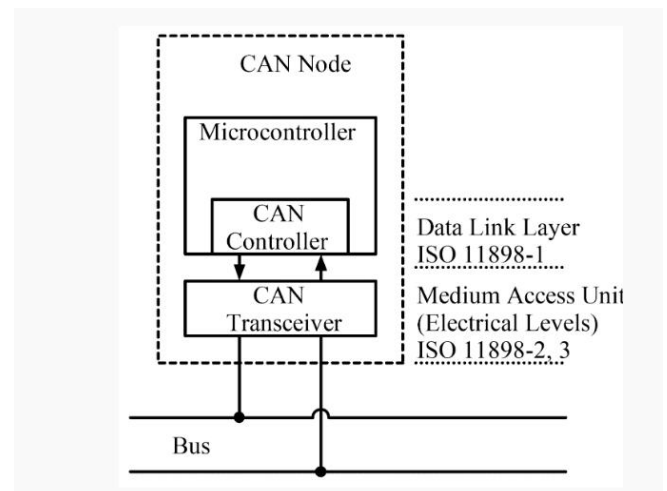 CAN Node
Microcontroller
CAN
Controller
Data Link Layer
ISO 11898-1
CAN
Transceiver
Medium Access Unit
(Electrical Levels)
ISO 11898-2, 3
Bus